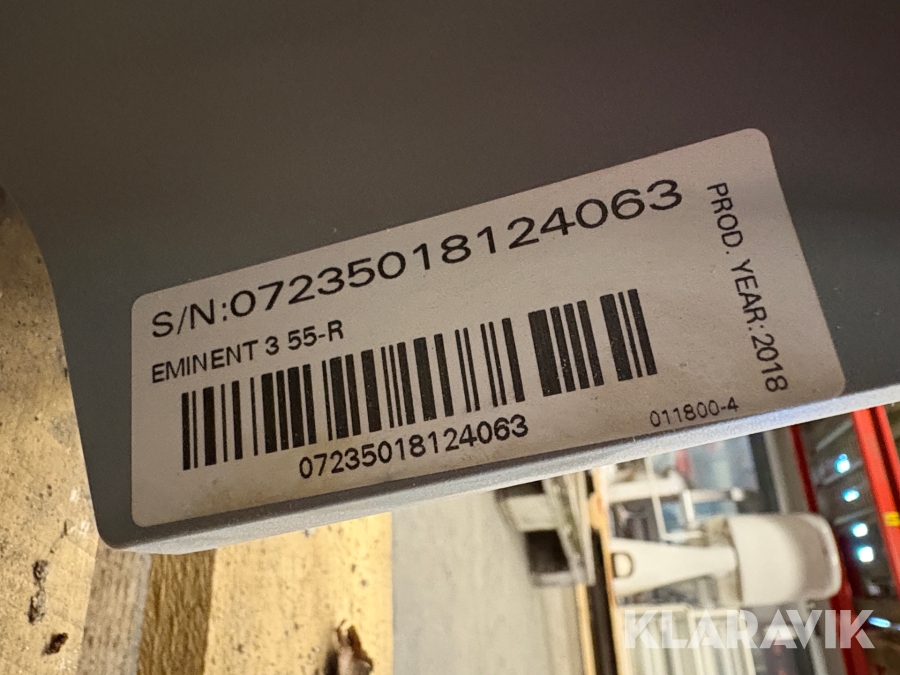 S/N:07235018124063
EMINENT 3 55-R
07235018124063
011800-4
PROD. YEAR:2018
KLARAVIK